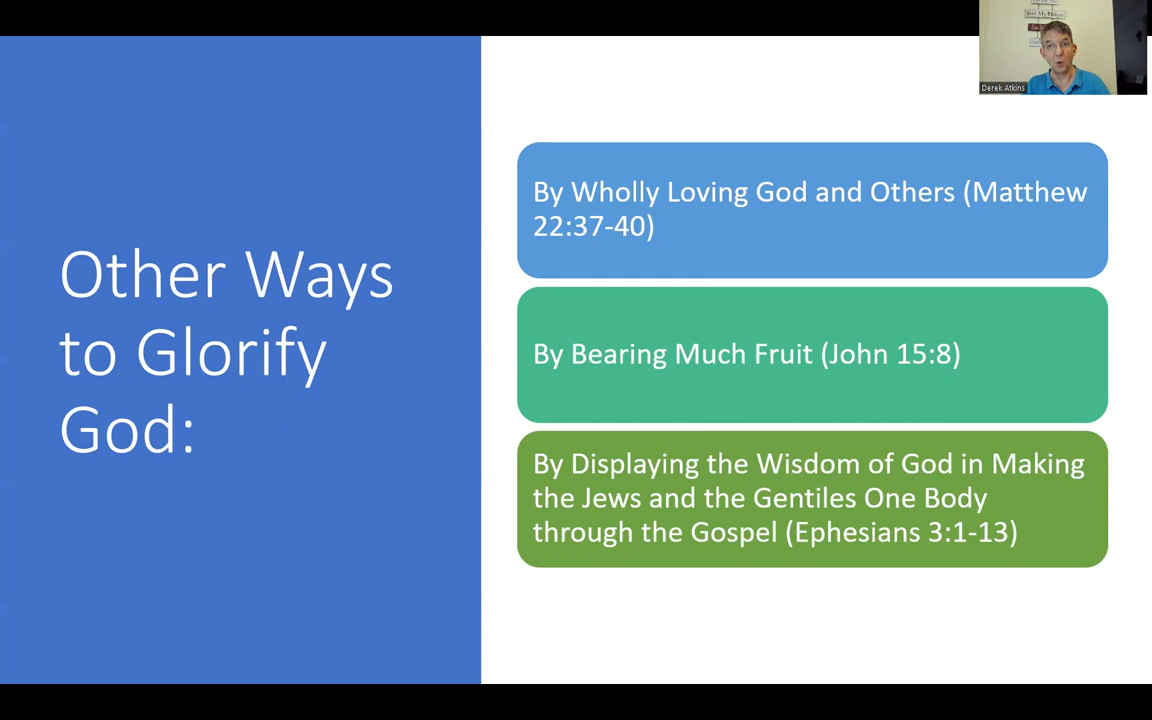 Other Ways
to Glorify
God:
By Wholly Loving God and Others (Matthew
22:37-40)
By Bearing Much Fruit (John 15:8)
By Displaying the Wisdom of God in Making
the Jews and the Gentiles One Body
through the Gospel (Ephesians 3:1-13)
Derek Atkins